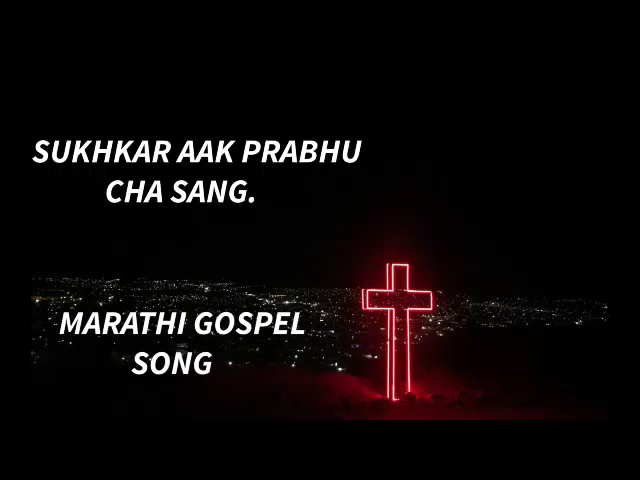 SUKHKAR AAK PRABHU
CHA SANG.
MARATHI GOSPEL
SONG